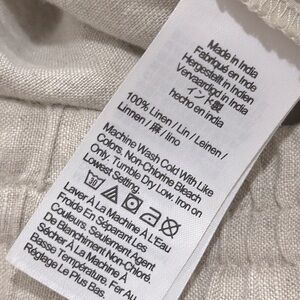 Made in India
Fabriqué en Inde
Hergestellt in Indien
Vervaardigd in Indien
インド製
hecho en India
100% Linen / Lin / Leinen /
Linnen / 麻 / lino
Machine Wash Cold With Like
Colors. Non-Chlorine Bleach
Only. Tumble Dry Low. Iron on
Lowest Setting.
30
Laver À La Machine À L'Eau
Froide En Séparant Les
Couleurs, Seulement Agent
De Blanchiment Non-Chloré.
Sécher À La Machine À
Basse Température. Fer Au
Réglage Le Plus Bas.